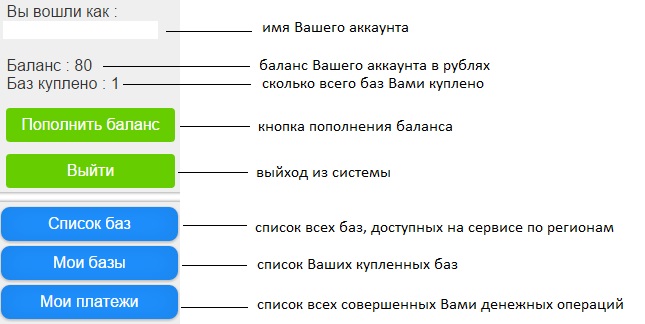 Вы вошли как :
имя Вашего аккаунта
Баланс : 80
баланс Вашего аккаунта в рублях
Баз куплено : 1
сколько всего баз Вами куплено
Пополнить баланс
кнопка пополнения баланса
Выйти
выйход из системы
Список баз
список всех баз, доступных на сервисе по регионам
Мои базы
список Ваших купленных баз
Мои платежи
список всех совершенных Вами денежных операций